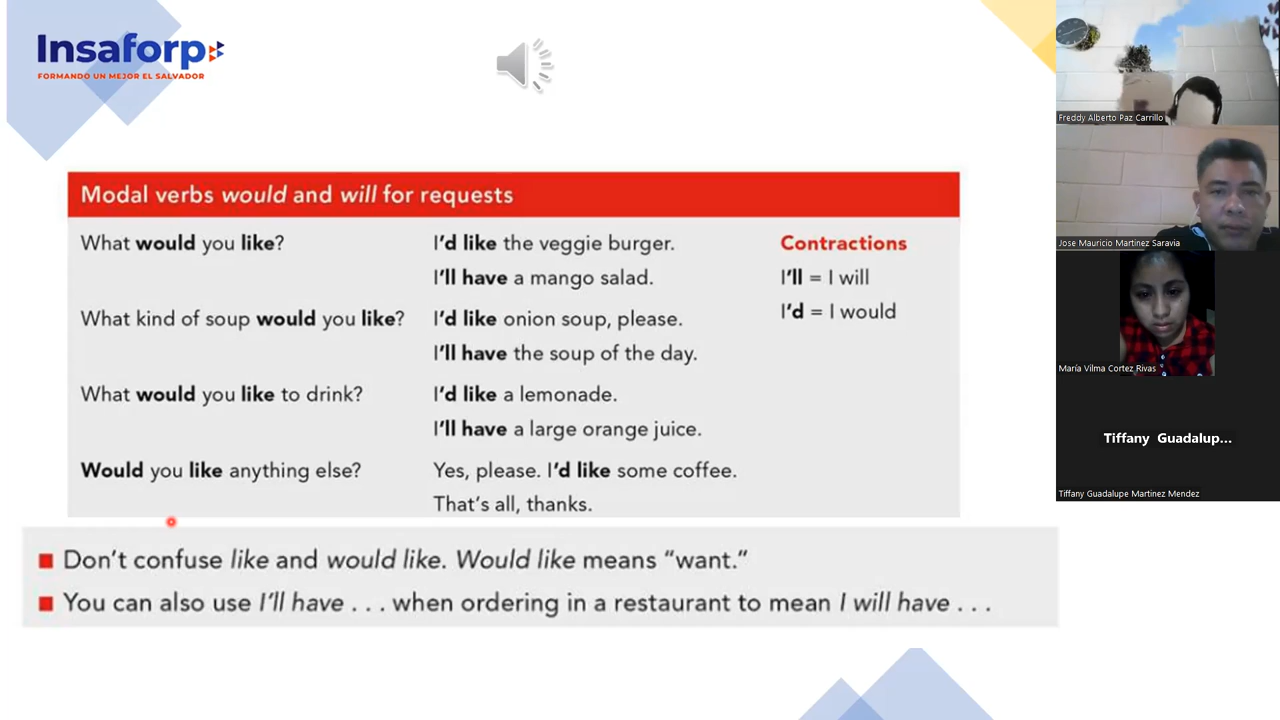 Insaforp
FORMANDO UN MEJOR EL SALVADOR
Modal verbs would and will for requests
What would you like?
I'd like the veggie burger.
I'll have a mango salad.
What kind of soup would you like?
I'd like onion soup, please.
I'll have the soup of the day.
What would you like to drink?
I'd like a lemonade.
I'll have a large orange juice.
Would you like anything else?
Yes, please. I'd like some coffee.
That's all, thanks.
Contractions
I'll = I will
I'd = I would
Don't confuse like and would like. Would like means “want.”
You can also use I'll have . . . when ordering in a restaurant to mean I will have . . .
Freddy Alberto Paz Carrillo
Jose Mauricio Martinez Saravia
María Vilma Cortez Rivas
Tiffany Guadalup...
Tiffany Guadalupe Martinez Mendez